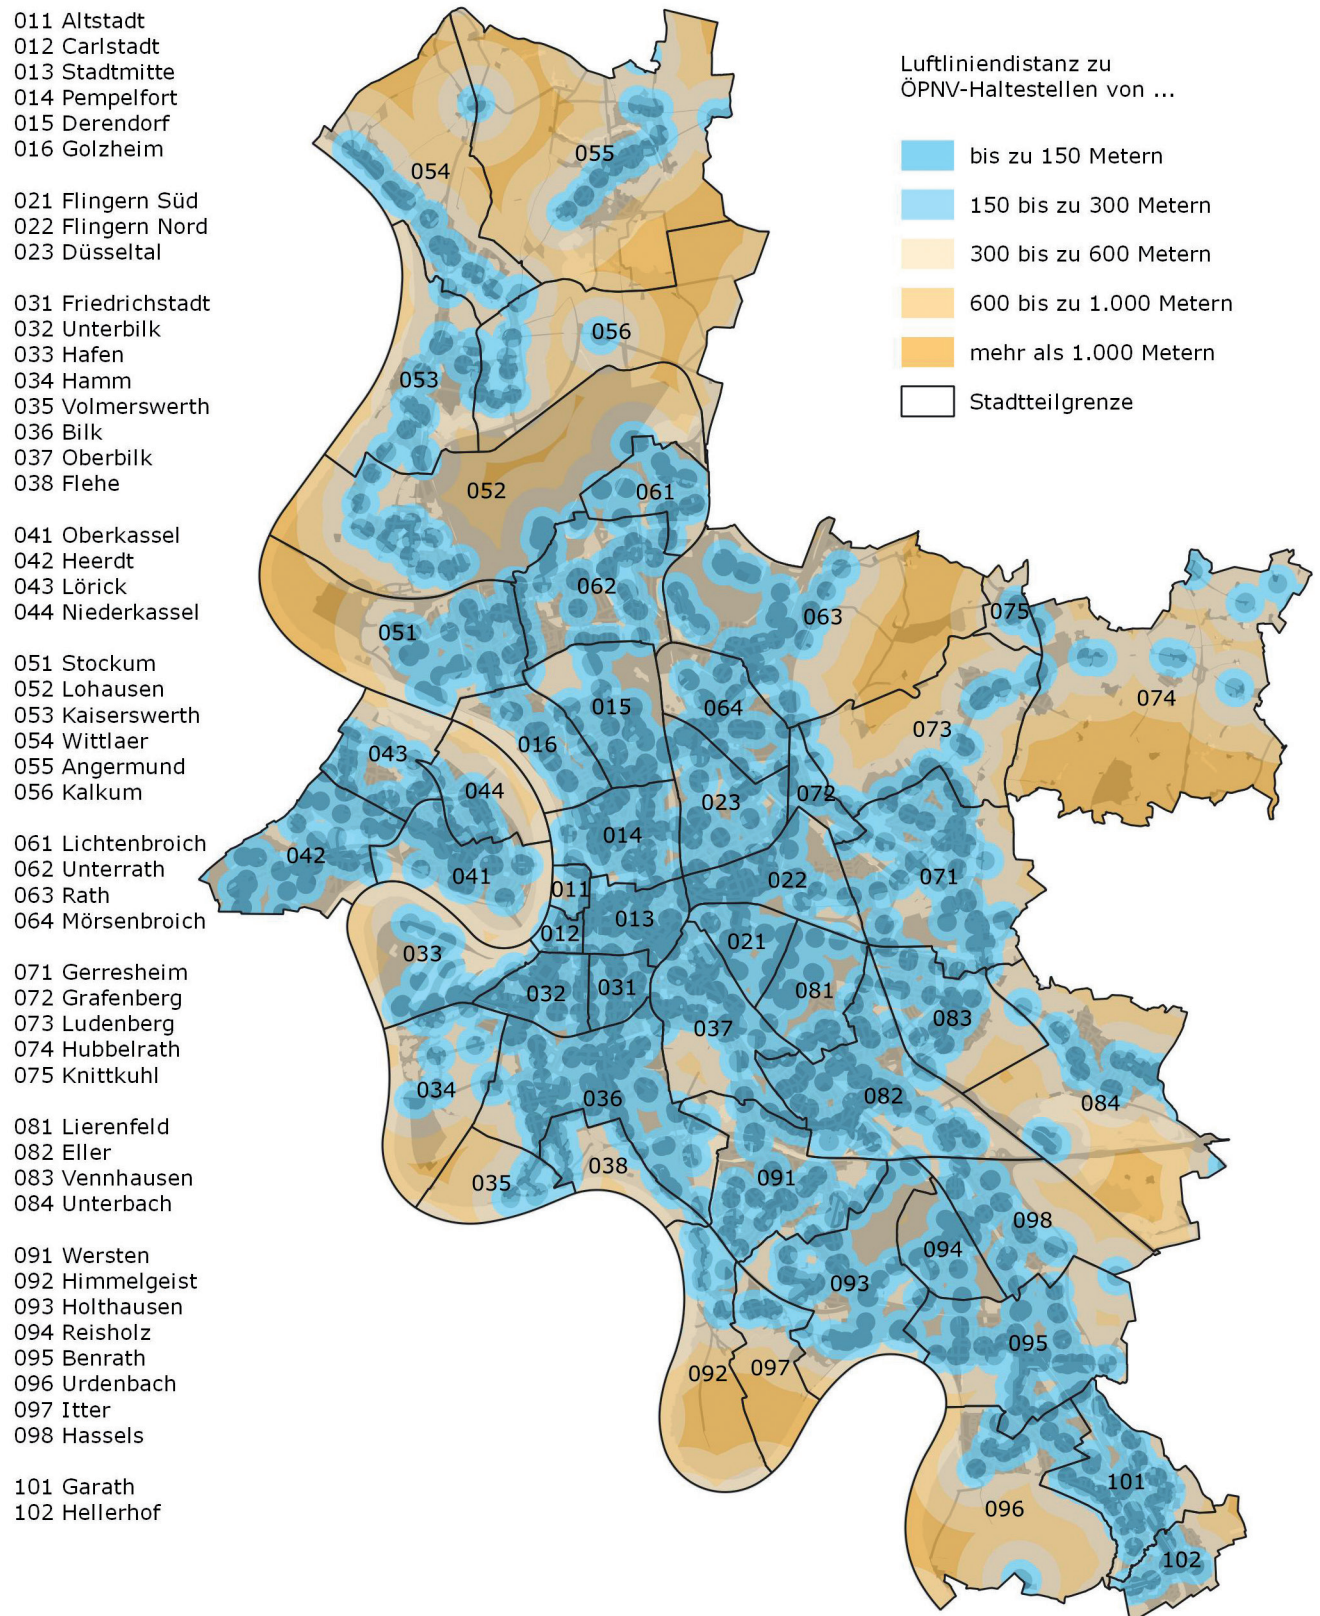 011 Altstadt
012 Carlstadt
013 Stadtmitte
014 Pempelfort
015 Derendorf
016 Golzheim
021 Flingern Süd
022 Flingern Nord
023 Düsseltal
031 Friedrichstadt
032 Unterbilk
033 Hafen
034 Hamm
035 Volmerswerth
036 Bilk
037 Oberbilk
038 Flehe
041 Oberkassel
042 Heerdt
043 Lörick
044 Niederkassel
051 Stockum
052 Lohausen
053 Kaiserswerth
054 Wittlaer
055 Angermund
056 Kalkum
061 Lichtenbroich
062 Unterrath
063 Rath
064 Mörsenbroich
071 Gerresheim
072 Grafenberg
073 Ludenberg
074 Hubbelrath
075 Knittkuhl
081 Lierenfeld
082 Eller
083 Vennhausen
084 Unterbach
091 Wersten
092 Himmelgeist
093 Holthausen
094 Reisholz
095 Benrath
096 Urdenbach
097 Itter
098 Hassels
101 Garath
102 Hellerhof
Luftliniendistanz zu
ÖPNV-Haltestellen von ...
bis zu 150 Metern
150 bis zu 300 Metern
300 bis zu 600 Metern
600 bis zu 1.000 Metern
mehr als 1.000 Metern
Stadtteilgrenze
055
054
056
053
052
061
062
063
075
051
074
015
064
073
016
043
044
023
072
014
042
041
011
022
071
013
012
021
033
032
031
081
037
083
034
036
082
084
038
035
091
098
094
093
095
092
097
101
096
102